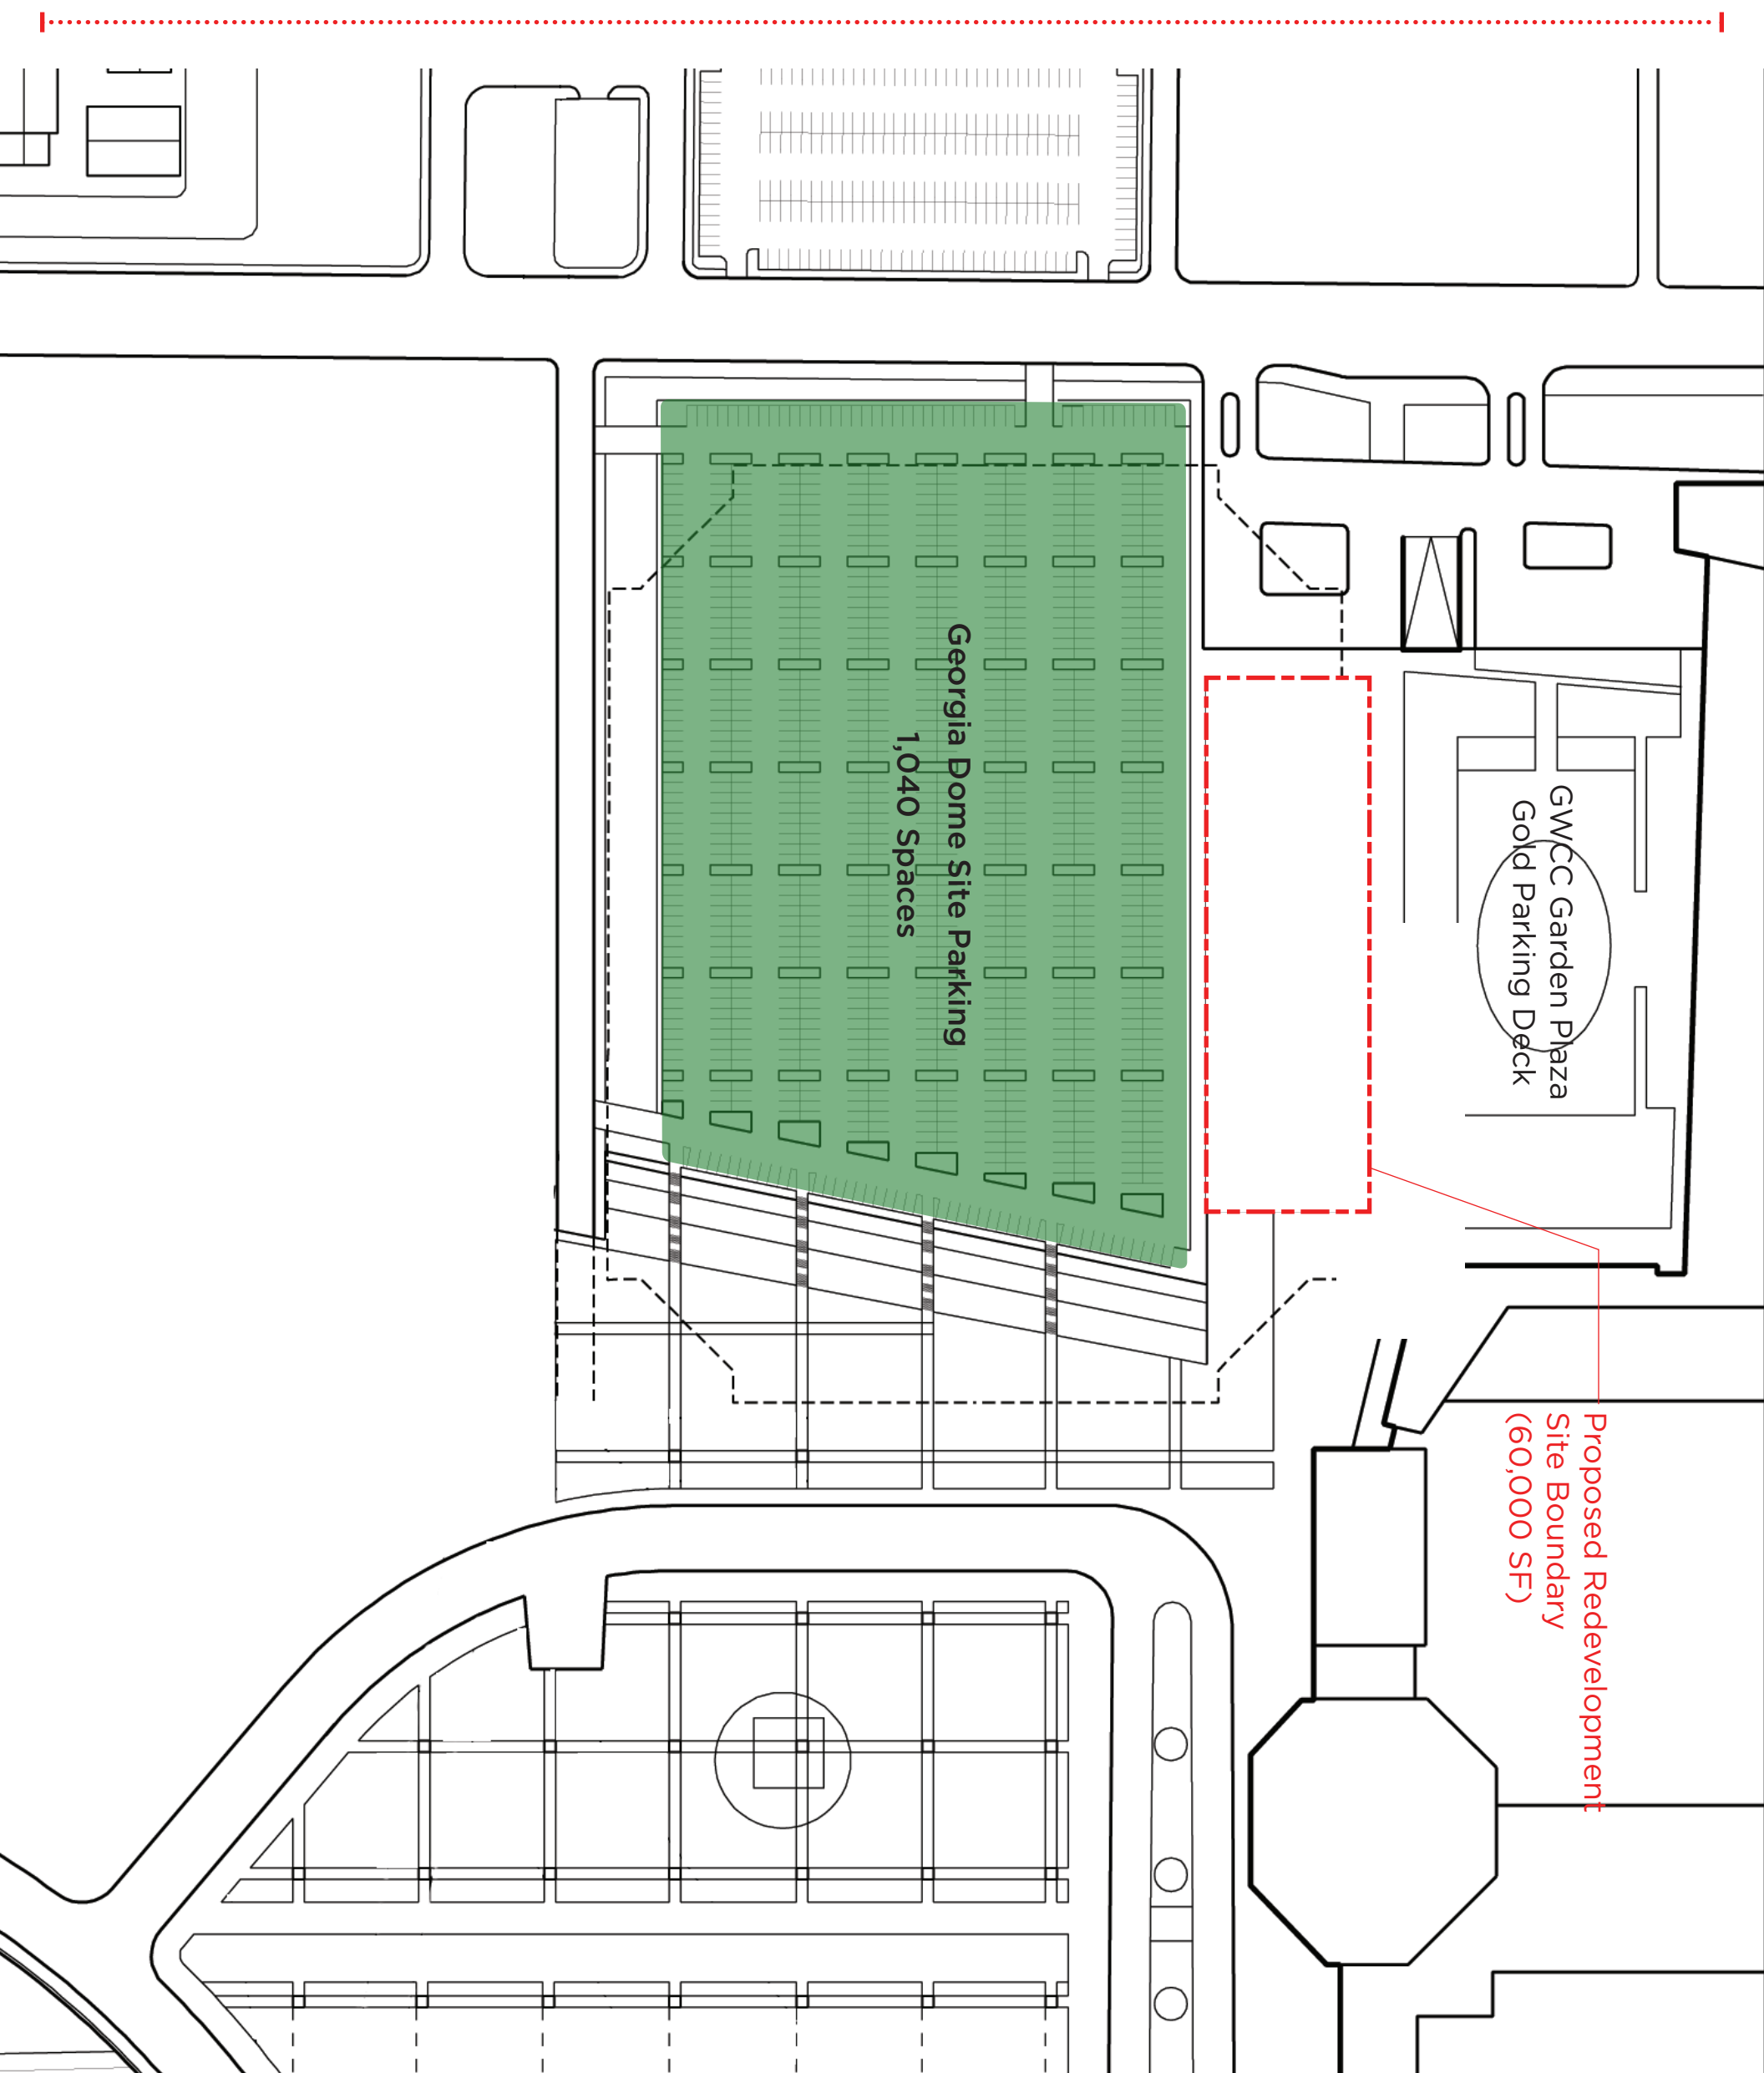 Georgia Dome Site Parking
1,040 Spaces
GWCC Garden Plaza
Gold Parking Deck
Proposed Redevelopment
Site Boundary
(60,000 SF)